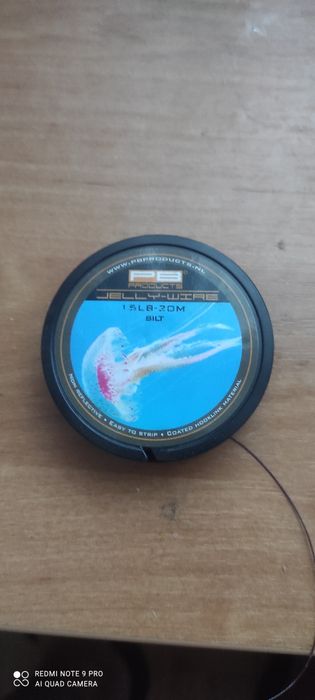 WWW.PBPRODUCTS.NL
PB
PRODUCTS
JELLY-WIRE
15LB-20M
SILT
NON REFLECTIVE • EASY TO STRIP • COATED HOOKLINK MATERIAL
REDMI NOTE 9 PRO
AI QUAD CAMERA